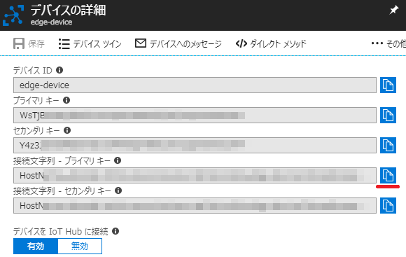 デバイスの詳細
edge-device
保存 デバイス ツイン デバイスへのメッセージ ダイレクト メソッド ... その他
デバイス ID
edge-device
プライマリ キー
セカンダリ キー
Y4z3
接続文字列 - プライマリ キー
HostN
接続文字列 - セカンダリ キー
HostN
デバイスを IoT Hub に接続
有効 無効